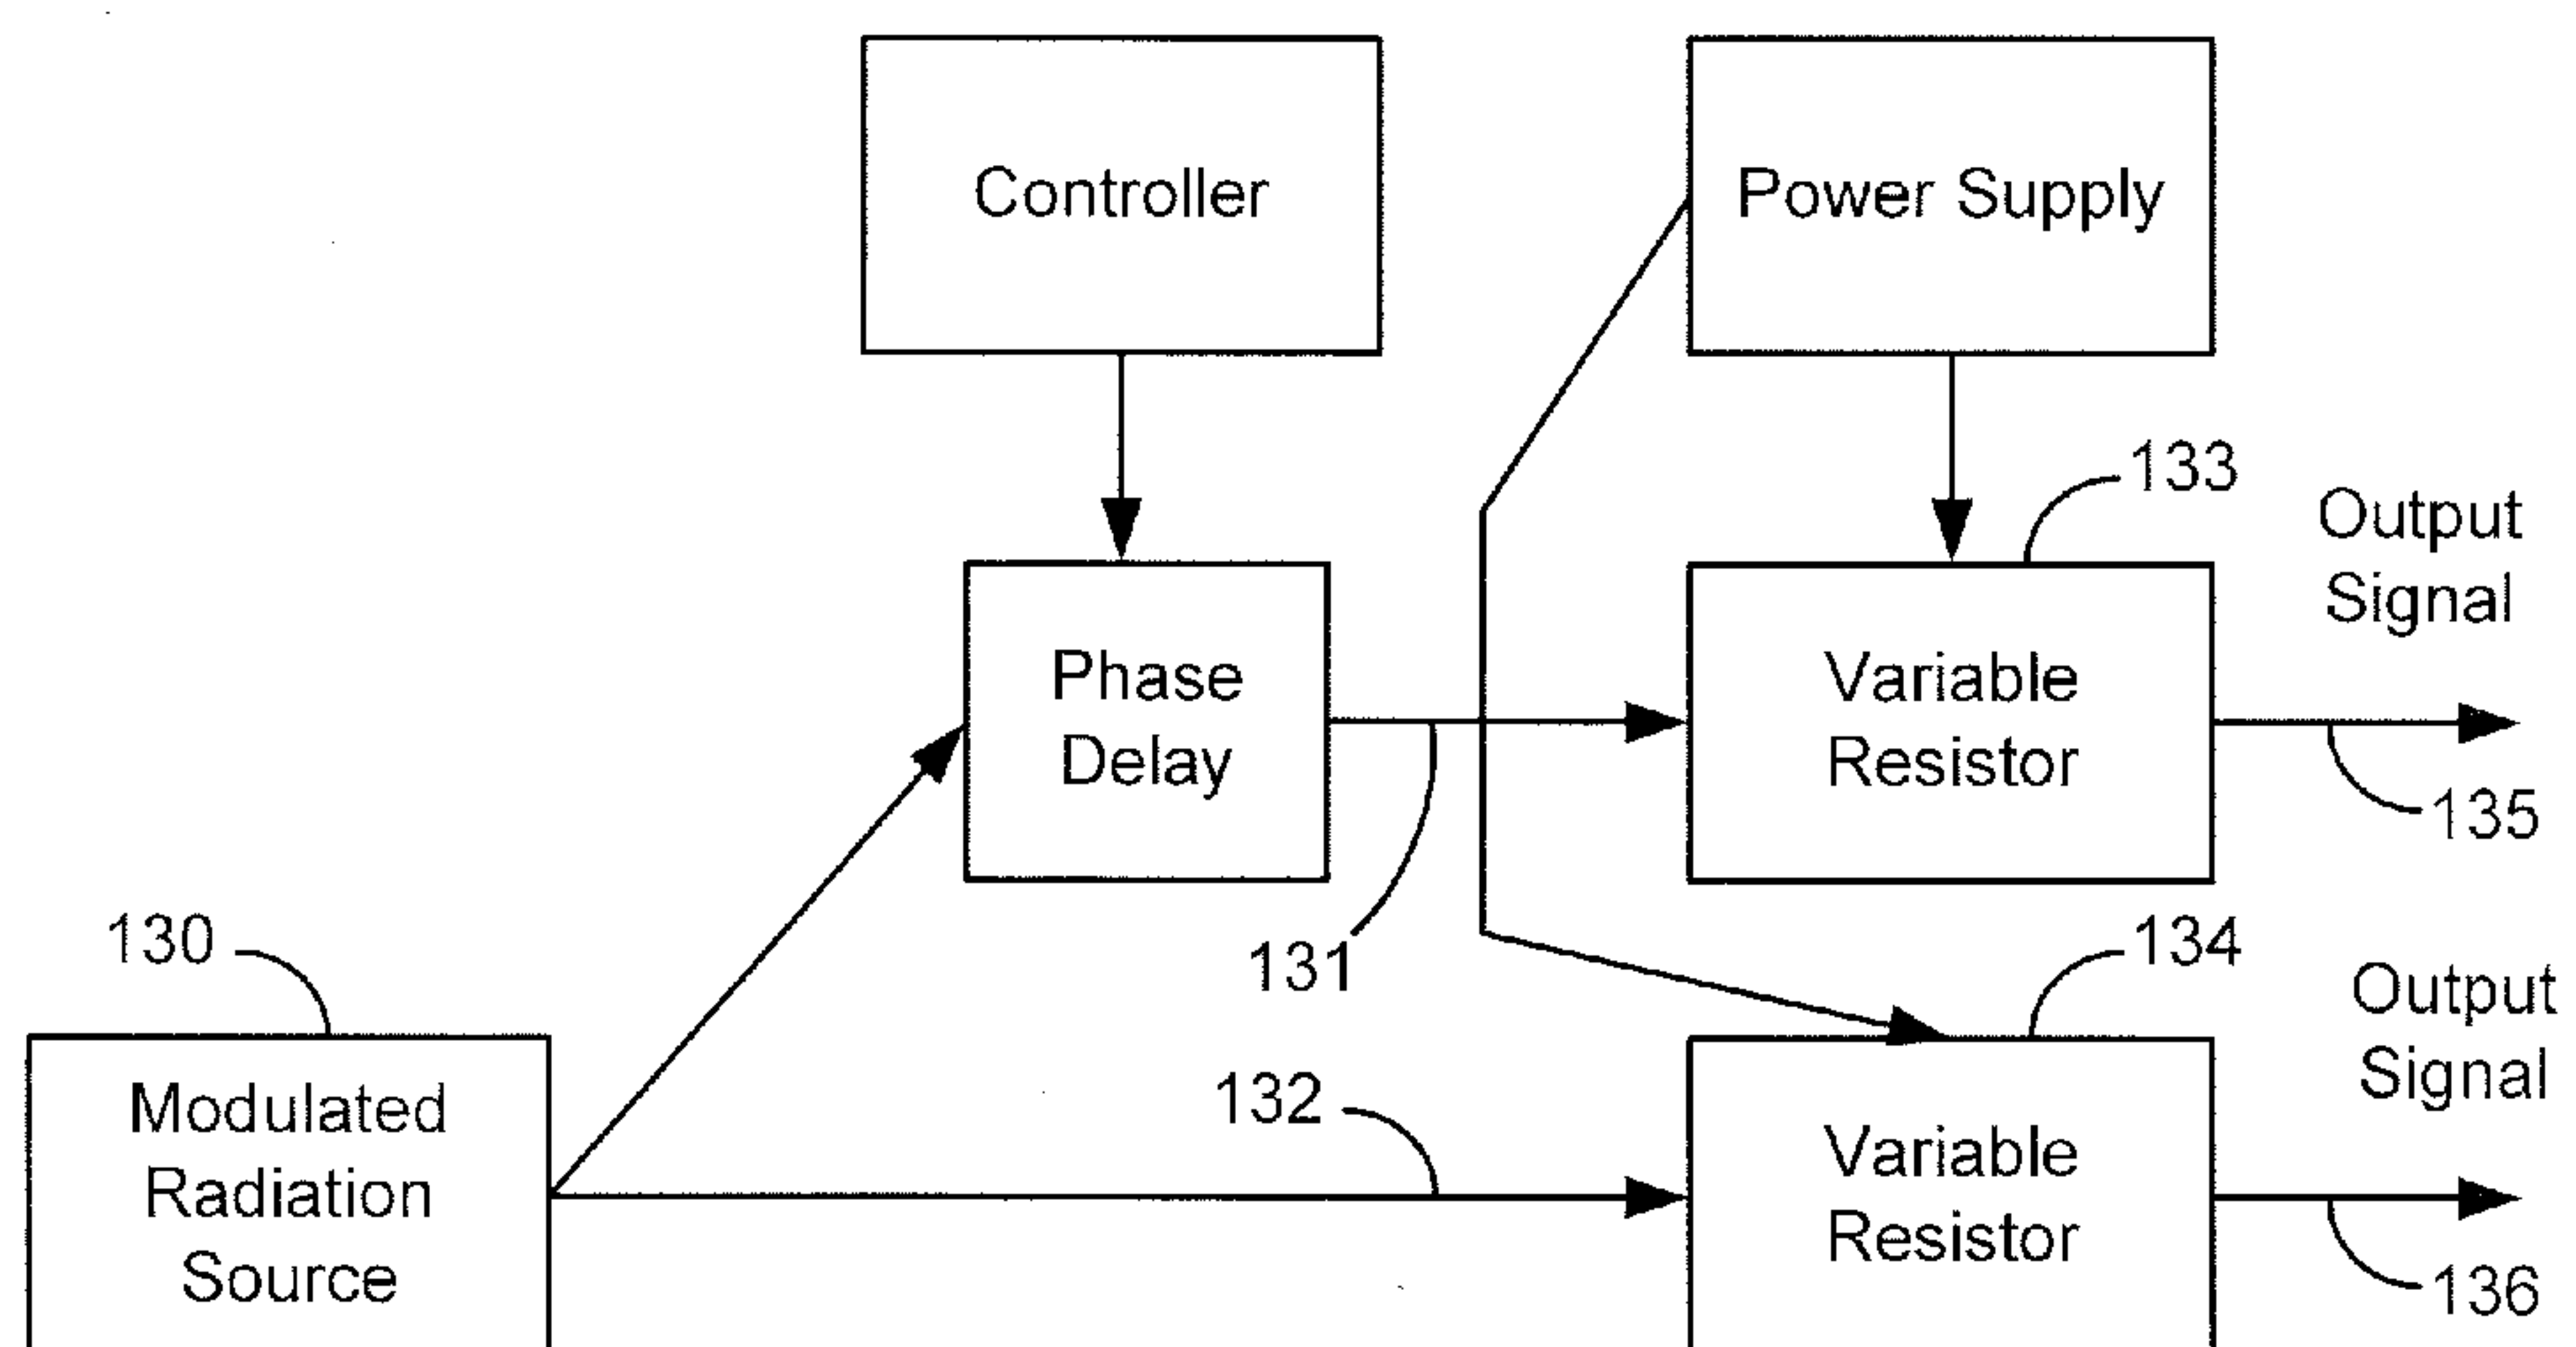 Controller
Power Supply
133
Output
Signal
Phase
Delay
Variable
Resistor
135
131
130
134
Output
Signal
Modulated
Radiation
Source
132
Variable
Resistor
136